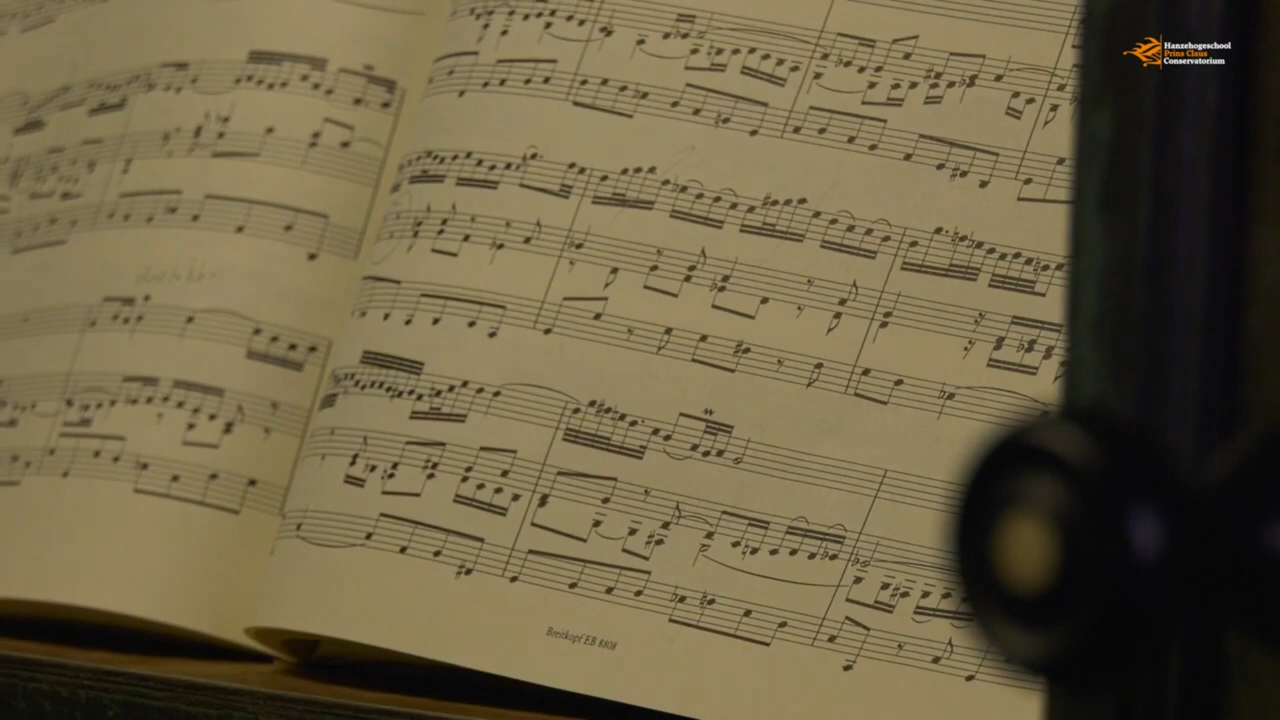 Hanzehogeschool
Prins Claus
Conservatorium
Breitkopf EB 8808